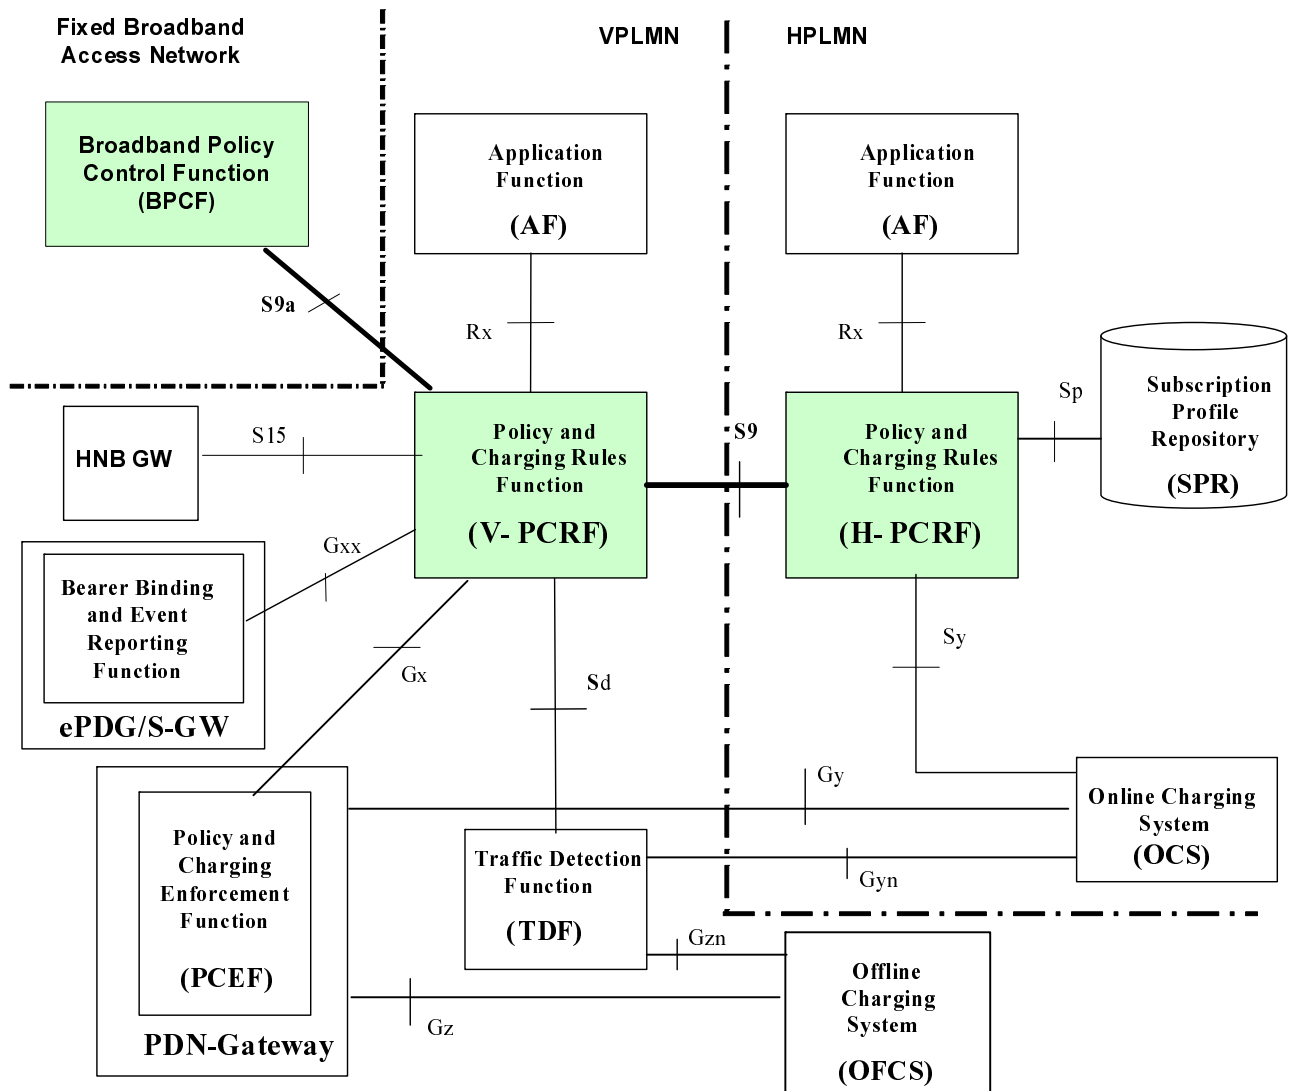 Fixed Broadband
Access Network
VPLMN
HPLMN
Broadband Policy
Control Function
(BPCF)
Application
Function
(AF)
Application
Function
(AF)
S9a
Rx
Rx
Subscription
Profile
Repository
(SPR)
Sp
HNB GW
S15
Policy and
Charging Rules
Function
(V- PCRF)
S9
Policy and
Charging Rules
Function
(H- PCRF)
Gxx
Bearer Binding
and Event
Reporting
Function
ePDG/S-GW
Gx
Sd
Sy
Gy
Online Charging
System
(OCS)
Policy and
Charging
Enforcement
Function
(PCEF)
PDN-Gateway
Traffic Detection
Function
(TDF)
Gyn
Gzn
Gz
Offline
Charging
System
(OFCS)